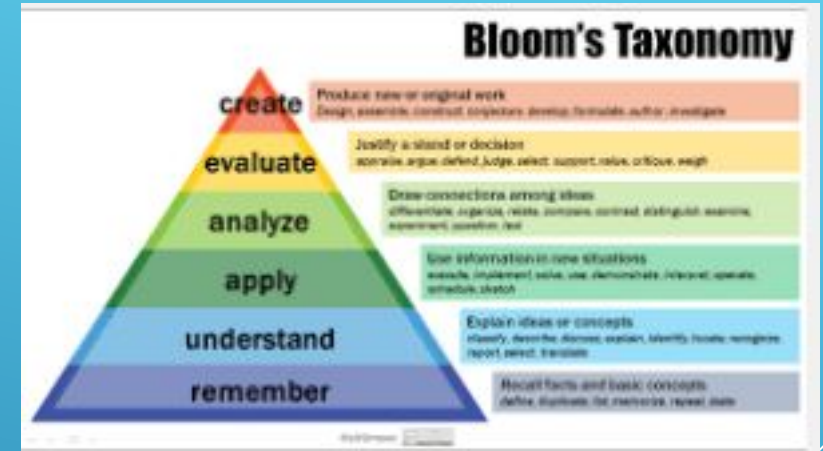 Bloom's Taxonomy
create
Produce new or original work
Design, assemble, construct, conjecture, develop, formulate, author, investigate
evaluate
Justify a stand or decision
appraise, argue, defend, judge, select, support, value, critique, weigh
analyze
Draw connections among ideas
differentiate, organize, relate, compare, contrast, distinguish, examine,
experiment, question, test
apply
Use information in new situations
execute, implement, solve, use, demonstrate, interpret, operate,
schedule, sketch
understand
Explain ideas or concepts
classify, describe, discuss, explain, identify, locate, recognize,
report, select, translate
remember
Recall facts and basic concepts
define, duplicate, list, memorize, repeat, state